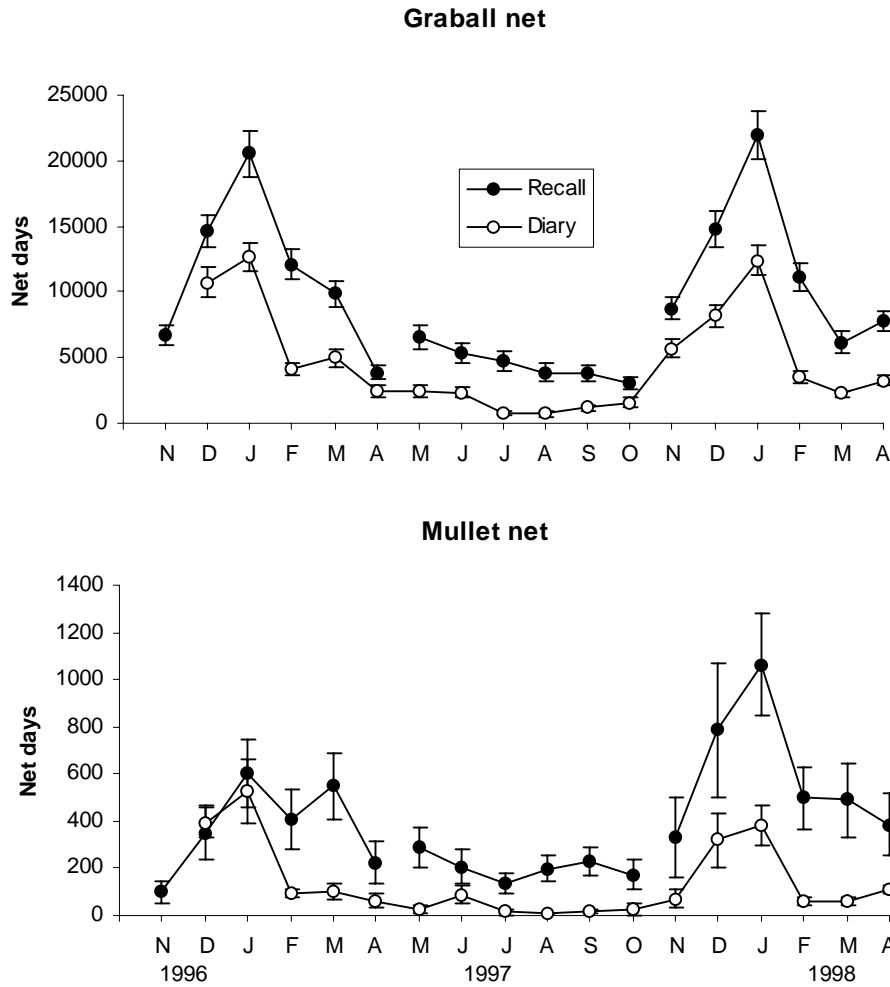 Graball net
25000
20000
15000
10000
5000
0
Net days
Recall
Diary
N D J F M A M J J A S O N D J F M A
Mullet net
1400
1200
1000
800
600
400
200
0
Net days
N D J F M A M J J A S O N D J F M A
1996 1997 1998